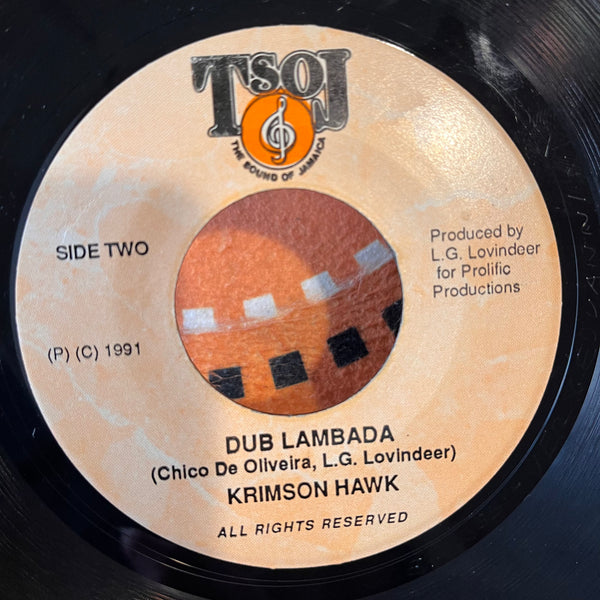 TSOJ
THE SOUND OF JAMAICA
SIDE TWO
Produced by
L.G. Lovindeer
for Prolific
Productions
(P) (C) 1991
DUB LAMBADA
(Chico De Oliveira, L.G. Lovindeer)
KRIMSON HAWK
ALL RIGHTS RESERVED